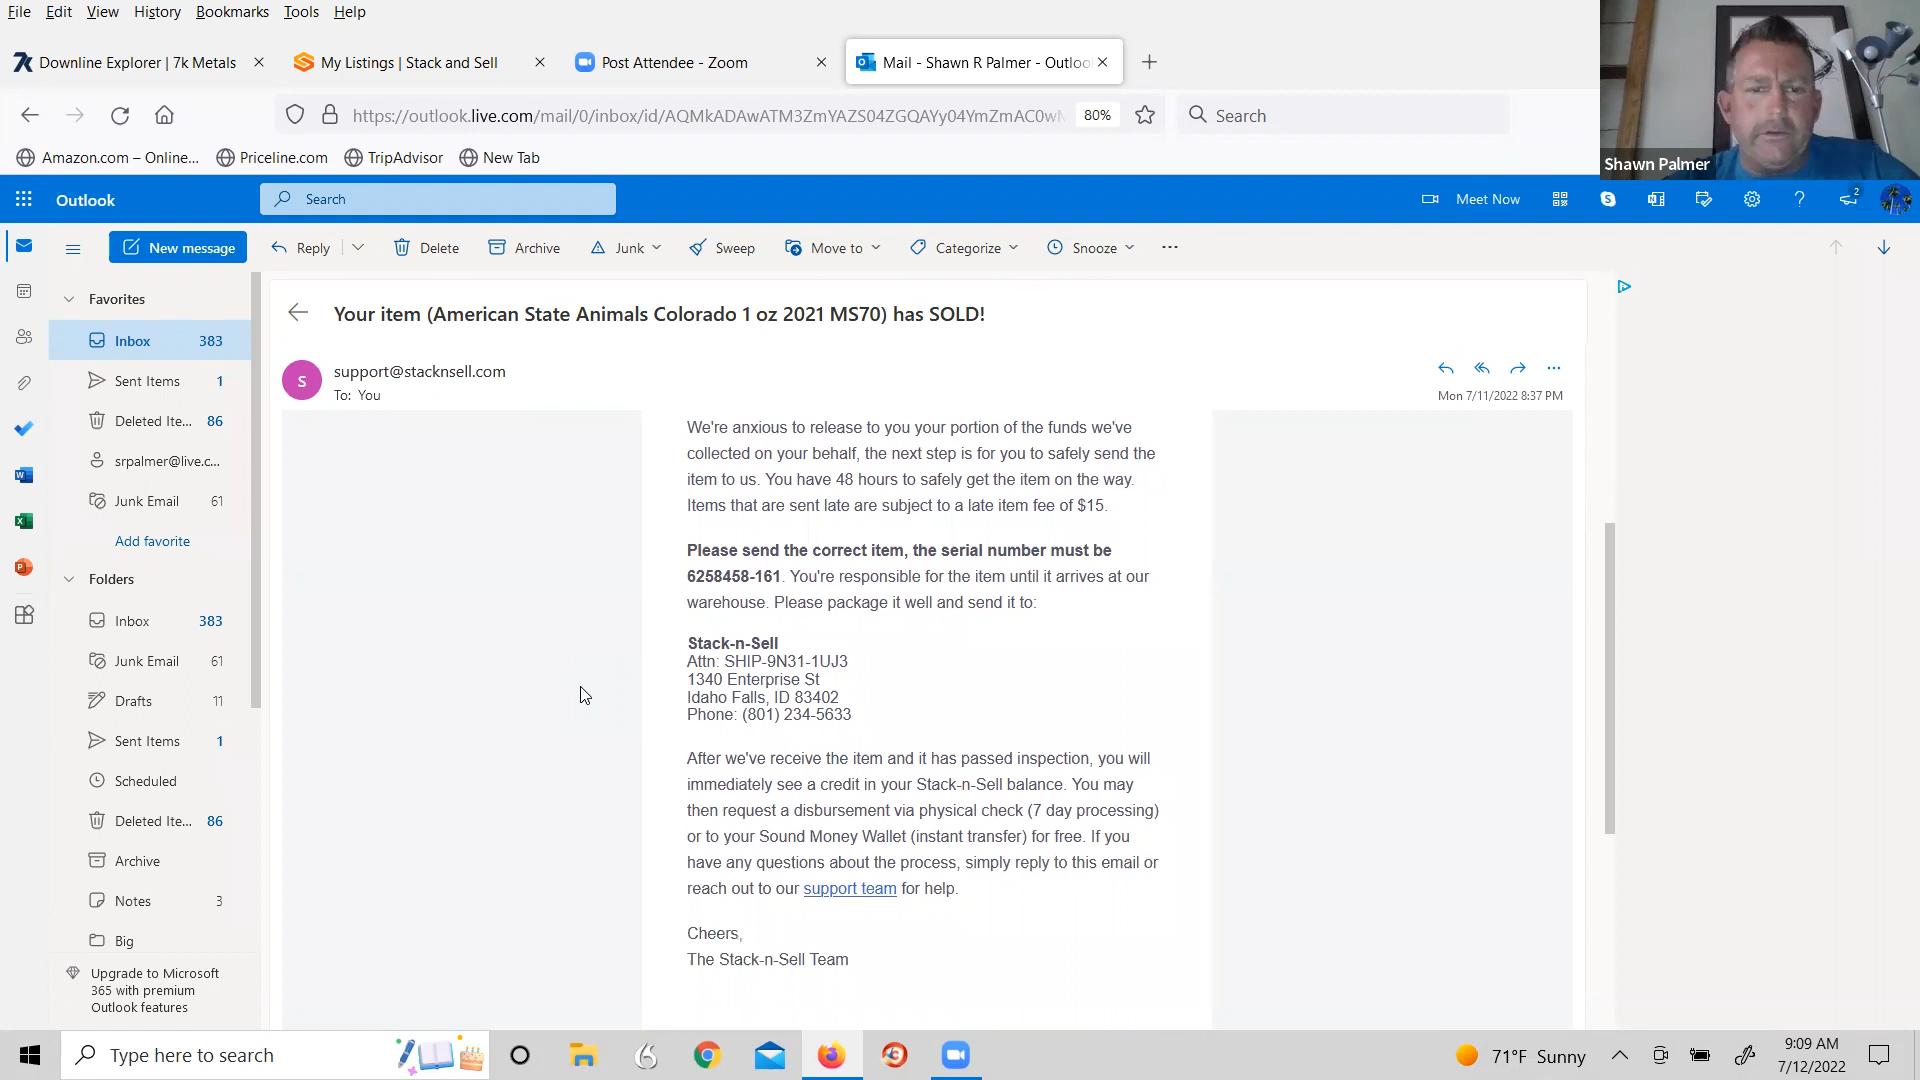 File Edit View History Bookmarks Tools Help
Downline Explorer | 7k Metals
My Listings | Stack and Sell
Post Attendee - Zoom
Mail - Shawn R Palmer - Outloo
https://outlook.live.com/mail/0/inbox/id/AQMkADAwATM3ZmYAZS04ZGQAYy04YmZmAC0wM
80%
Search
Amazon.com – Online...
Priceline.com
TripAdvisor
New Tab
Shawn Palmer
Outlook
Search
Meet Now
2
New message
Reply
Delete
Archive
Junk
Sweep
Move to
Categorize
Snooze
Favorites
Inbox 383
Sent Items 1
Deleted Ite... 86
srpalmer@live.c...
Junk Email 61
Add favorite
Folders
Inbox 383
Junk Email 61
Drafts 11
Sent Items 1
Scheduled
Deleted Ite... 86
Archive
Notes 3
Big
Upgrade to Microsoft
365 with premium
Outlook features
Your item (American State Animals Colorado 1 oz 2021 MS70) has SOLD!
S
support@stacknsell.com
To: You
Mon 7/11/2022 8:37 PM
We're anxious to release to you your portion of the funds we've
collected on your behalf, the next step is for you to safely send the
item to us. You have 48 hours to safely get the item on the way.
Items that are sent late are subject to a late item fee of $15.
Please send the correct item, the serial number must be
6258458-161. You're responsible for the item until it arrives at our
warehouse. Please package it well and send it to:
Stack-n-Sell
Attn: SHIP-9N31-1UJ3
1340 Enterprise St
Idaho Falls, ID 83402
Phone: (801) 234-5633
After we've receive the item and it has passed inspection, you will
immediately see a credit in your Stack-n-Sell balance. You may
then request a disbursement via physical check (7 day processing)
or to your Sound Money Wallet (instant transfer) for free. If you
have any questions about the process, simply reply to this email or
reach out to our support team for help.
Cheers,
The Stack-n-Sell Team
Type here to search
71°F Sunny
9:09 AM
7/12/2022